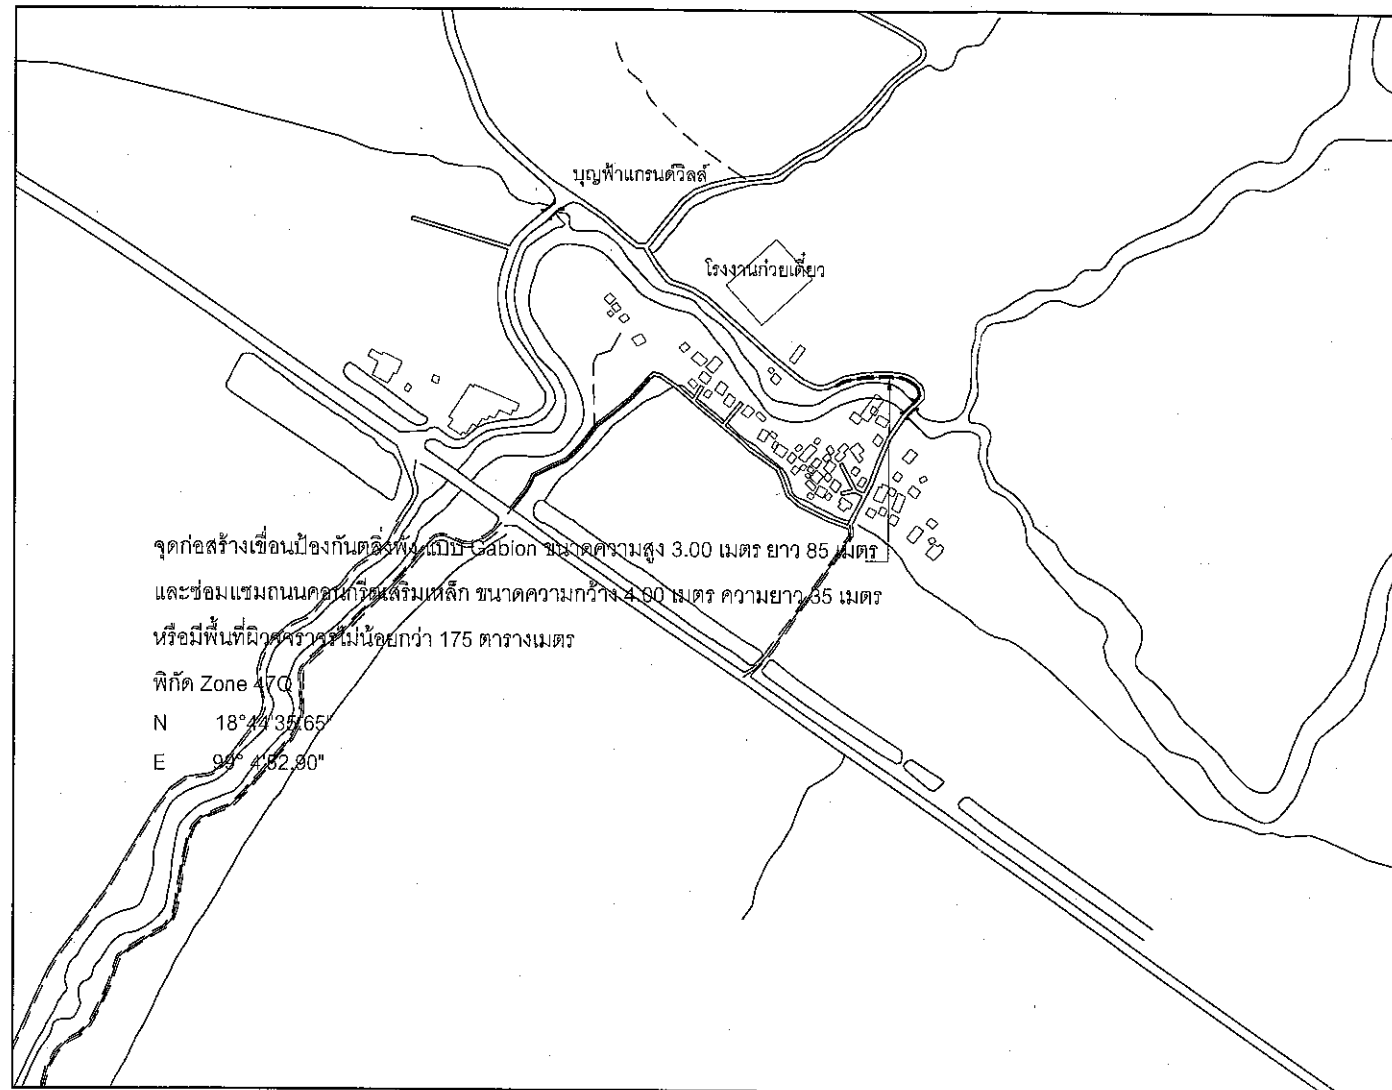 บุญฟ้าแกรนด์วิลล์
โรงงานก๋วยเตี๋ยว
จุดก่อสร้างเขื่อนป้องกันตลิ่งพัง แบบ Gabion ขนาดความสูง 3.00 เมตร ยาว 85 เมตร
และซ่อมแซมถนนคอนกรีตเสริมเหล็ก ขนาดความกว้าง 4.00 เมตร ความยาว 35 เมตร
หรือมีพื้นที่ผิวจราจรไม่น้อยกว่า 175 ตารางเมตร
พิกัด Zone 47Q
N 18°44'35.65"
E 99° 4'52.90"